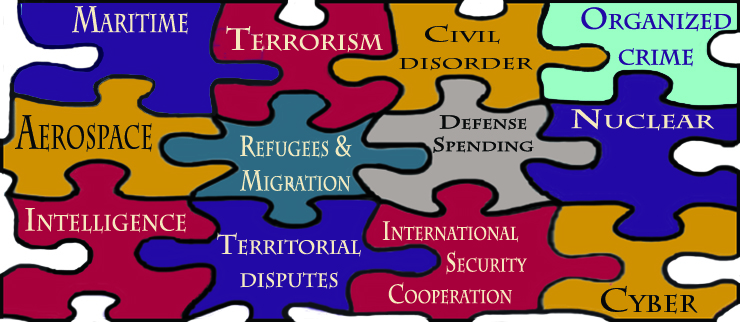 Maritime
Terrorism
Civil
disorder
Organized
crime
Aerospace
Refugees &
Migration
Defense
Spending
Nuclear
Intelligence
Territorial
disputes
International
Security
Cooperation
Cyber